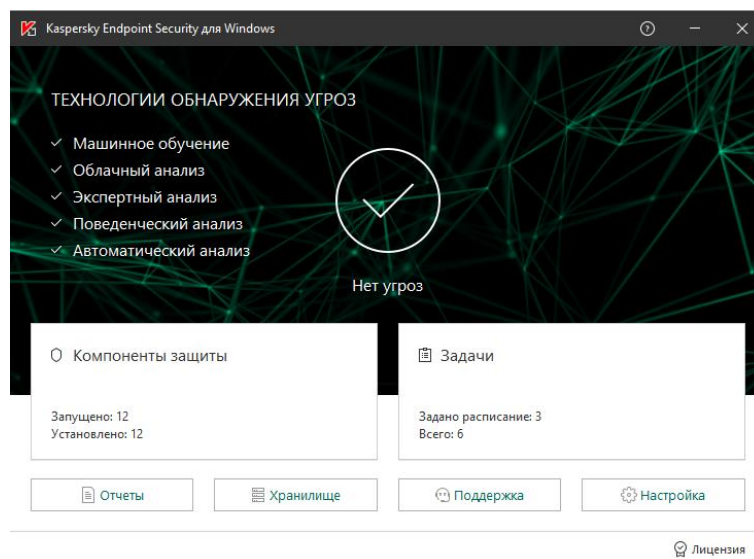 Kaspersky Endpoint Security для Windows
ТЕХНОЛОГИИ ОБНАРУЖЕНИЯ УГРОЗ
Машинное обучение
Облачный анализ
Экспертный анализ
Поведенческий анализ
Автоматический анализ
Нет угроз
Компоненты защиты
Запущено: 12
Установлено: 12
Задачи
Задано расписание: 3
Всего: 6
Отчеты
Хранилище
Поддержка
Настройка
Лицензия